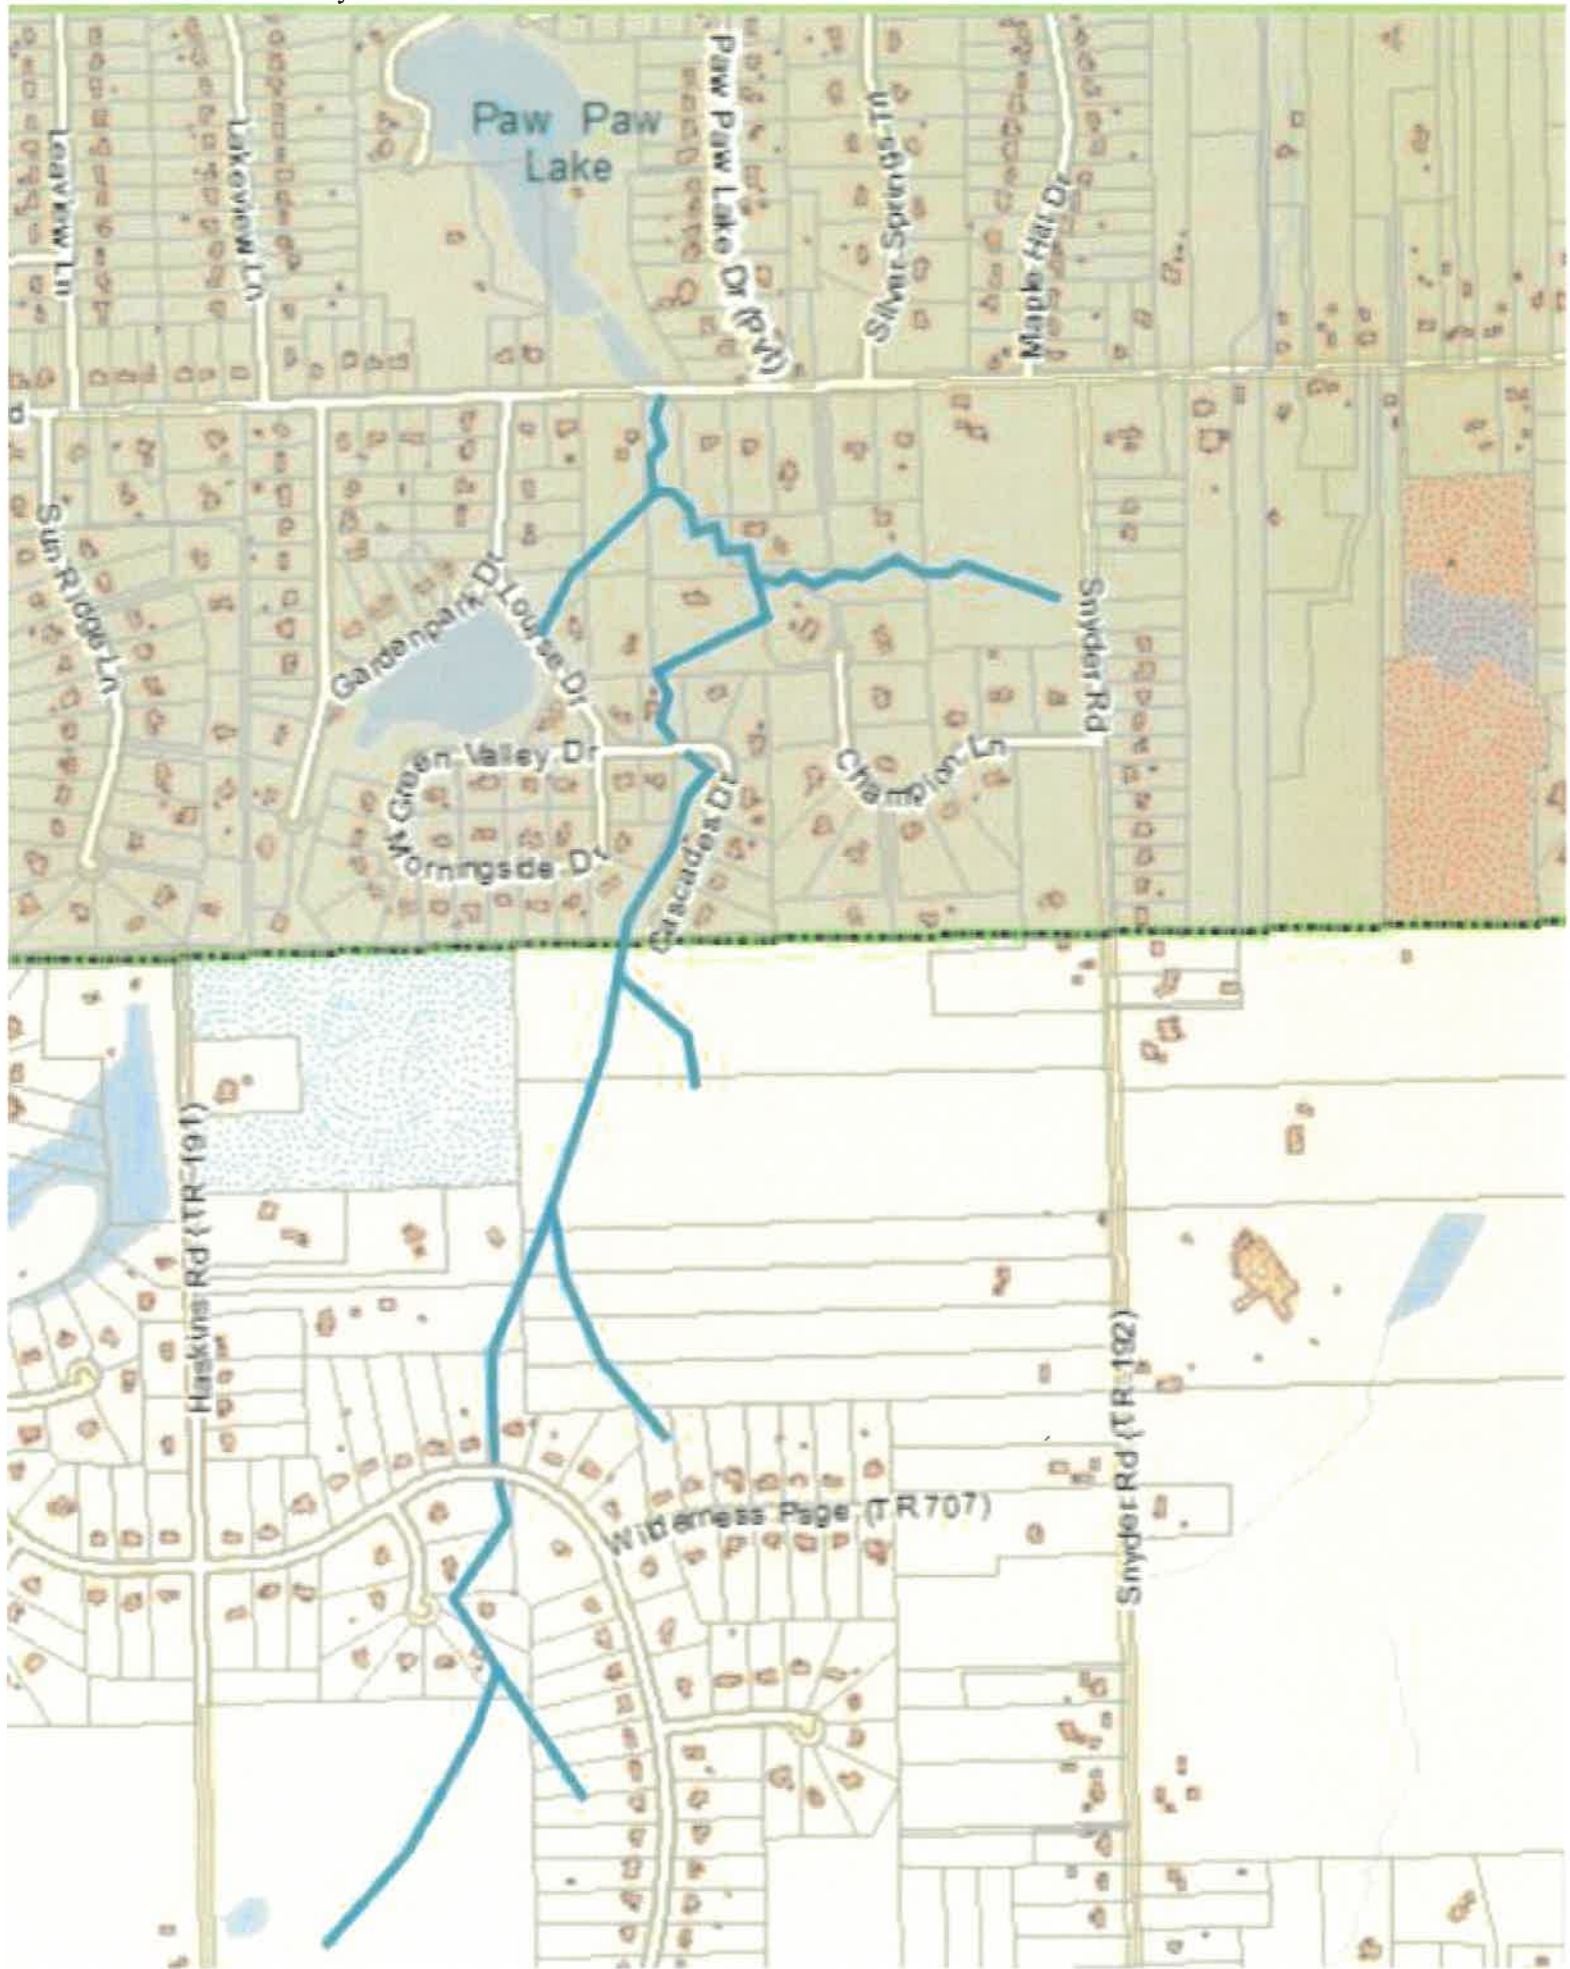 Paw Paw
Lake
Leaview Ln
Lakeview Ln
Paw Paw Lake Dr (Pvt)
Silver Springs Trl
Maple Hill Dr
Sun Ridge Ln
Gardenpark Dr
Louise Dr
Snyder Rd
Green Valley Dr
Champion Ln
Morningside Dr
Cascades Dr
Haskins Rd (TR-191)
Snyder Rd (TR-192)
Wilderness Psge (TR 707)